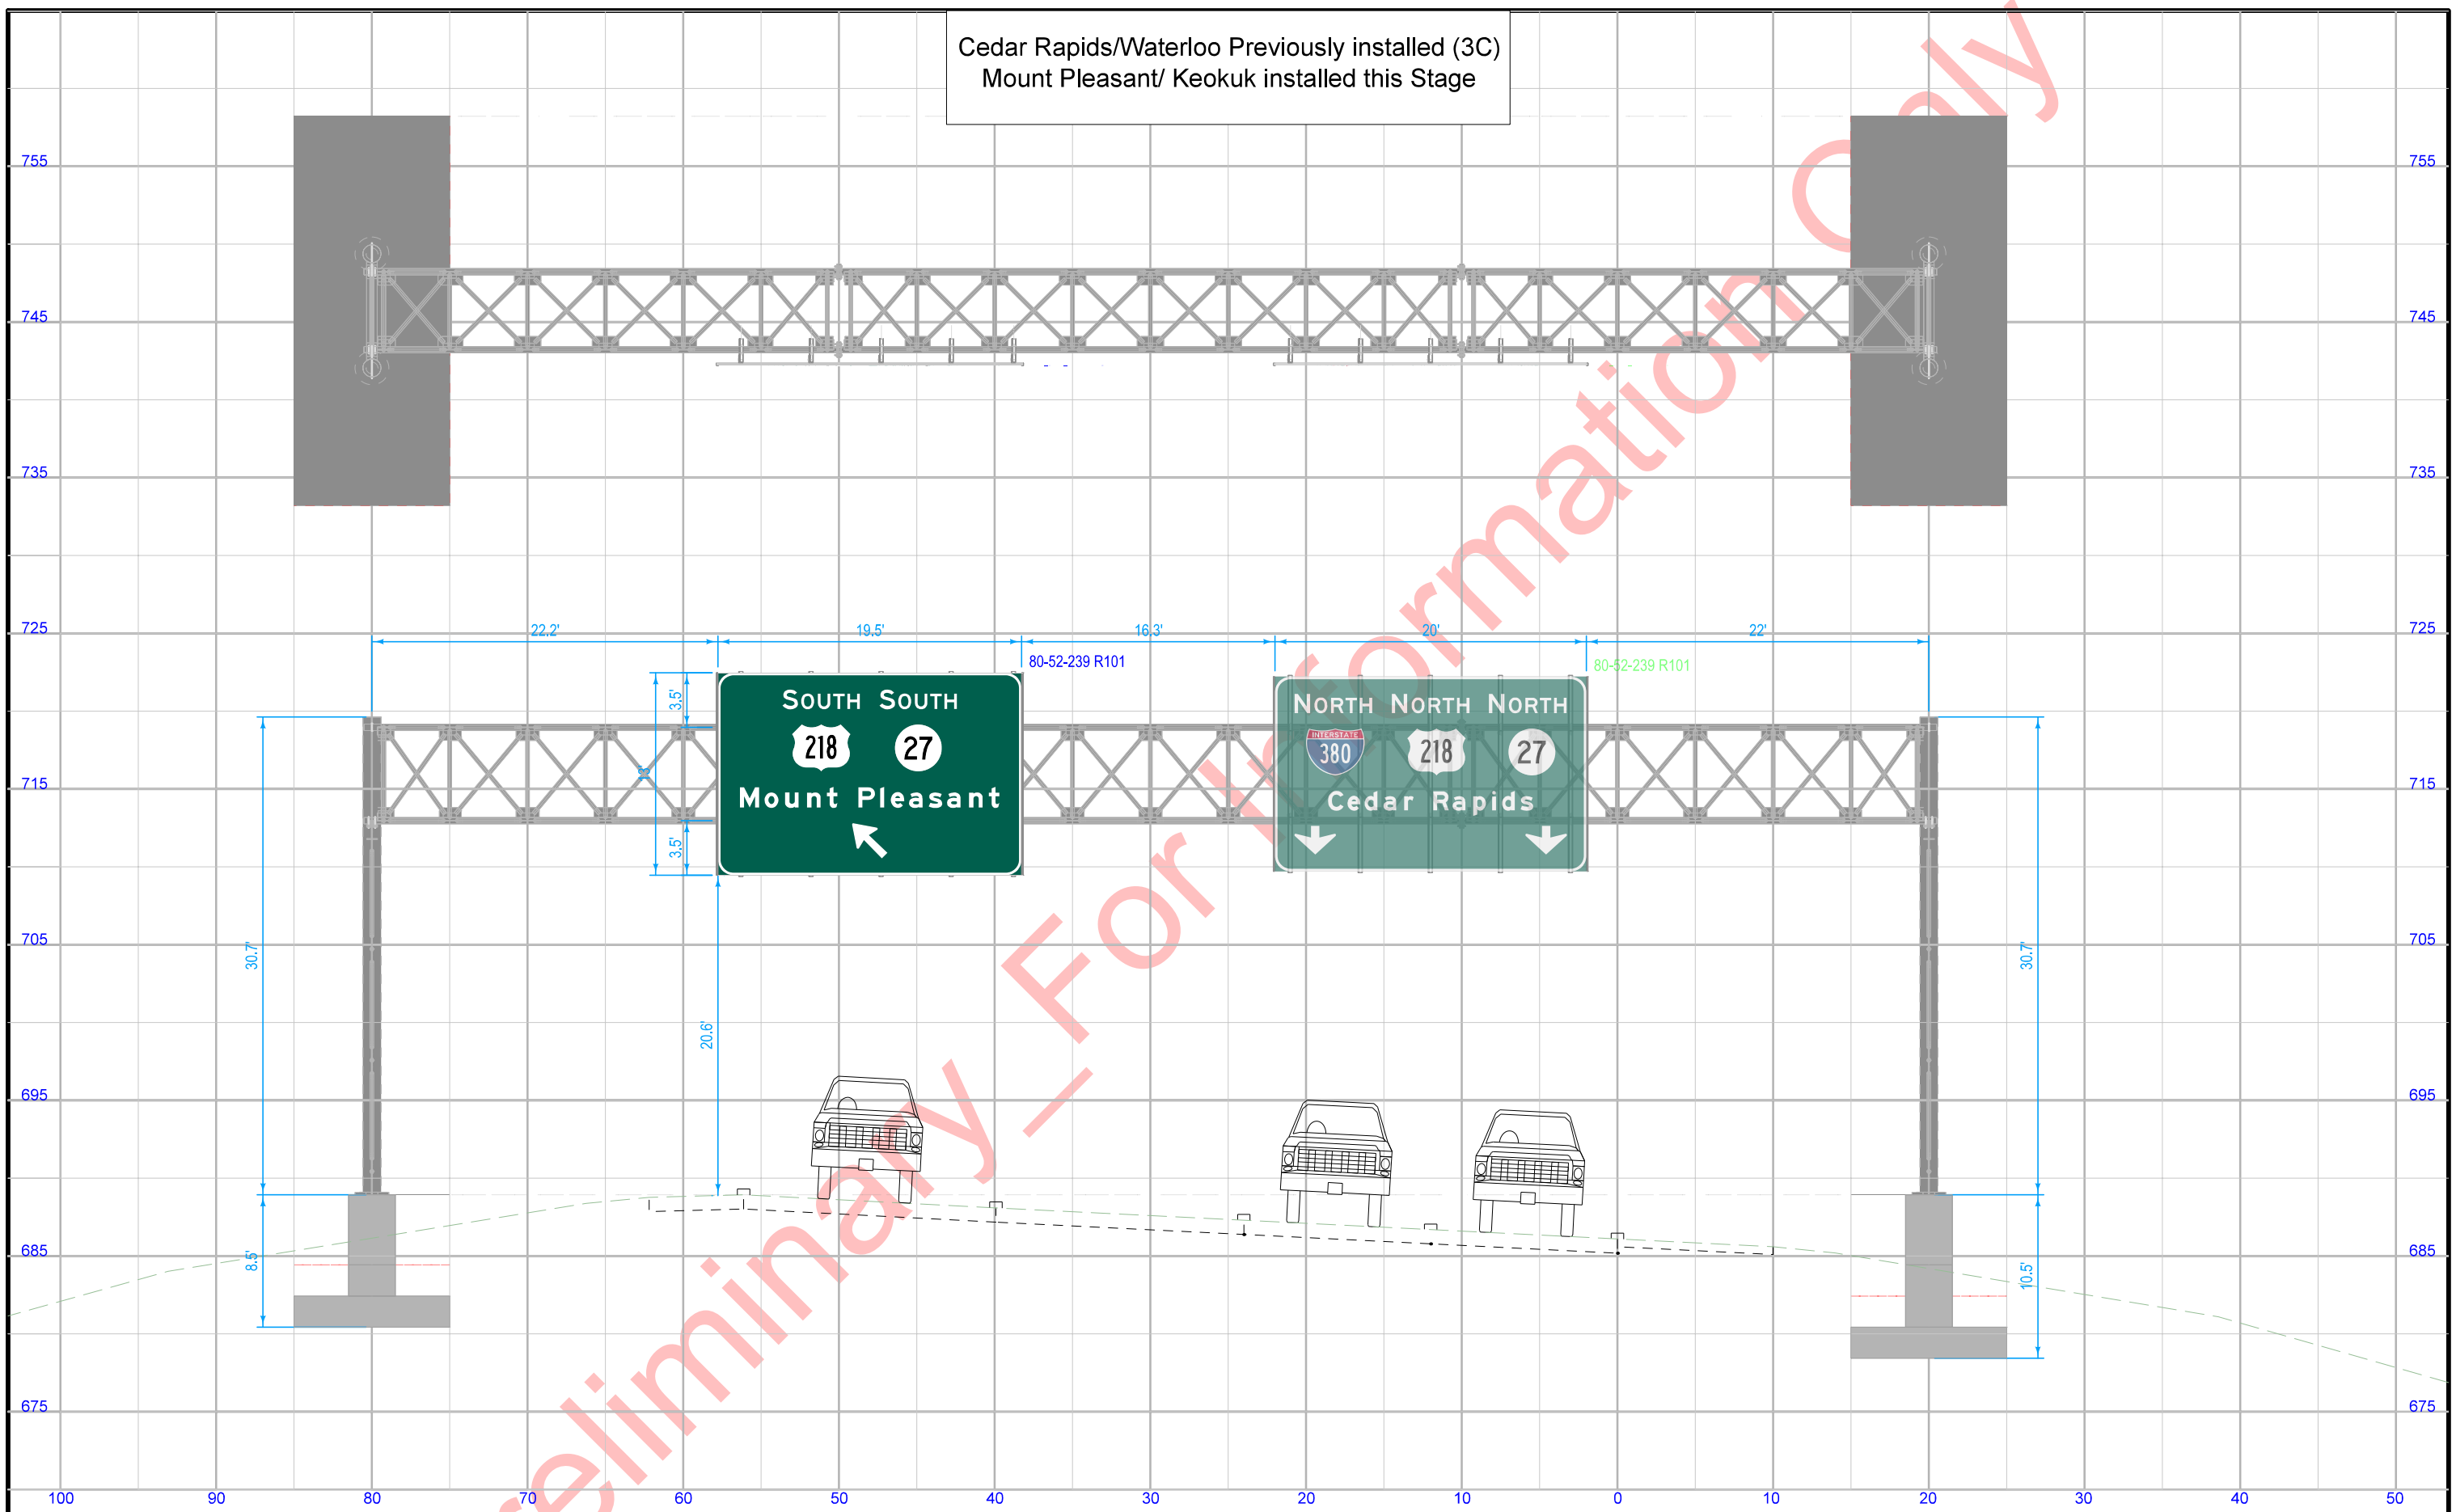 Cedar Rapids/Waterloo Previously installed (3C)
Mount Pleasant/ Keokuk installed this Stage
755 755
745 745
735 735
725 725
22.2' 19.5' 16.3' 20' 22'
80-52-239 R101 80-52-239 R101
3.5'
SOUTH SOUTH
218 27
Mount Pleasant
NORTH NORTH NORTH
INTERSTATE
380 218 27
Cedar Rapids
715 13' 715
3.5'
705 705
30.7' 30.7'
20.6'
695 695
685 685
8.5' 10.5'
675 675
100 90 80 70 60 50 40 30 20 10 0 10 20 30 40 50
eliminary_For Information Only